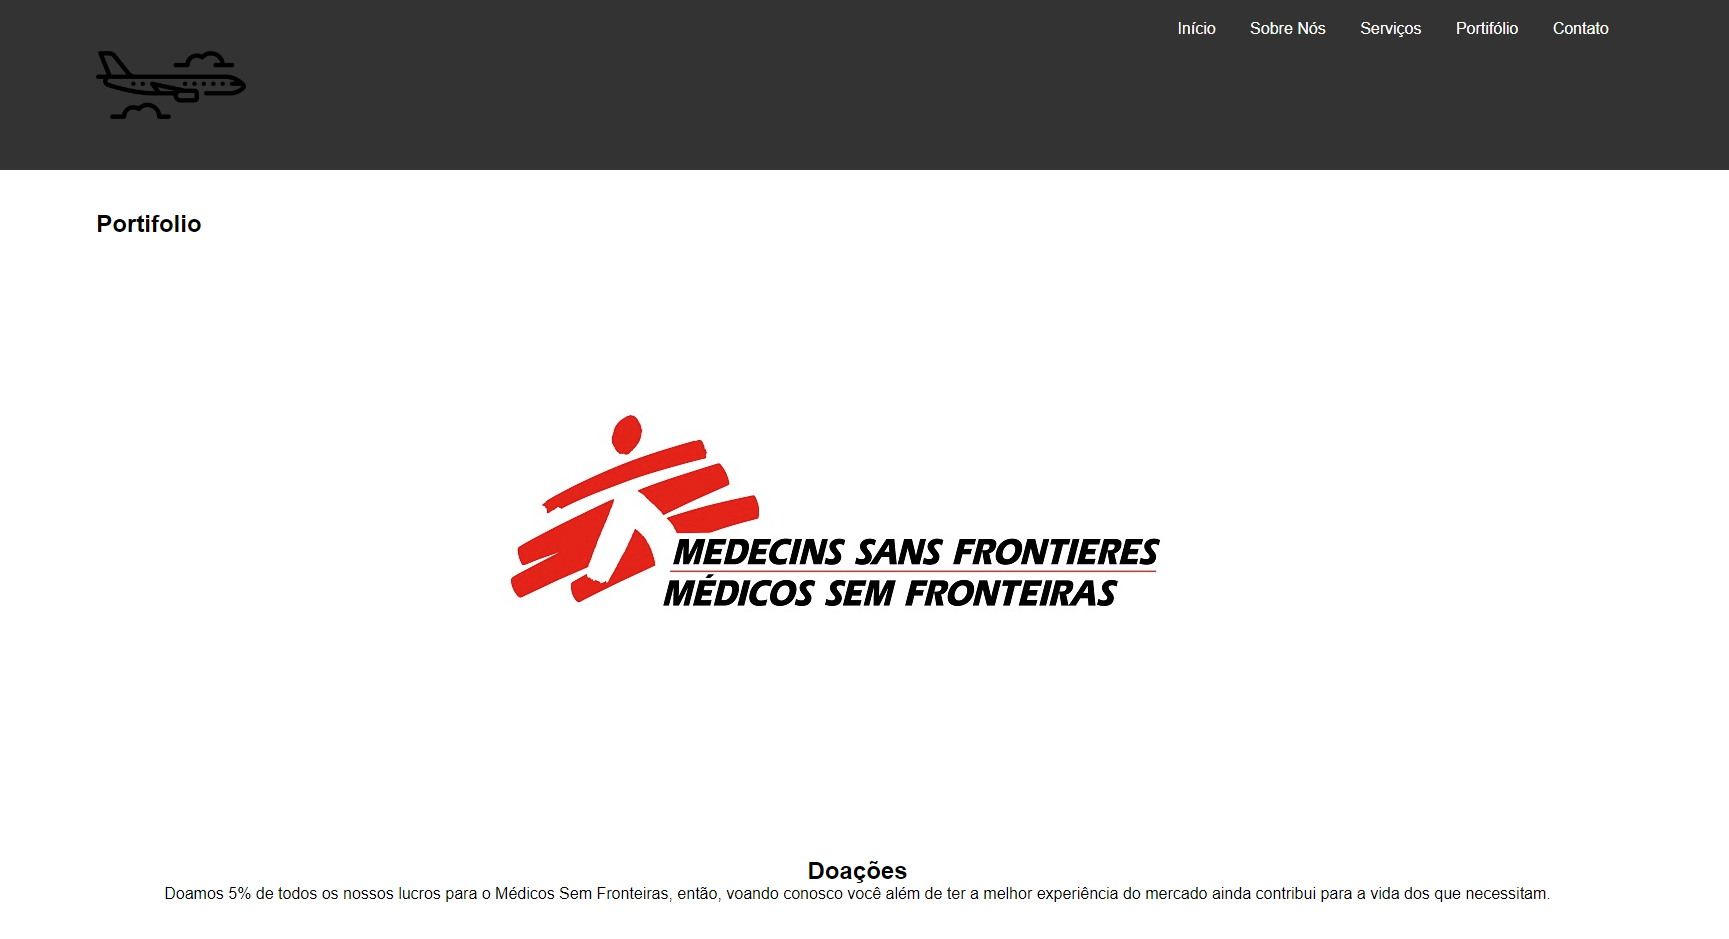 Início Sobre Nós Serviços Portifólio Contato
Portifolio
MEDECINS SANS FRONTIERES
MÉDICOS SEM FRONTEIRAS
Doações
Doamos 5% de todos os nossos lucros para o Médicos Sem Fronteiras, então, voando conosco você além de ter a melhor experiência do mercado ainda contribui para a vida dos que necessitam.